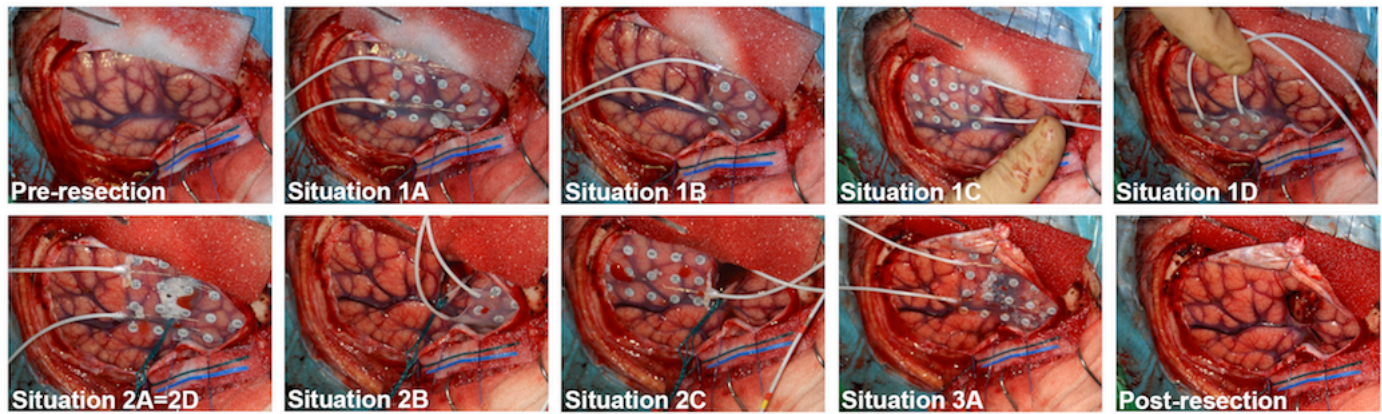 Pre-resection
Situation 1A
Situation 1B
Situation 1C
Situation 1D
Situation 2A=2D
Situation 2B
Situation 2C
Situation 3A
Post-resection